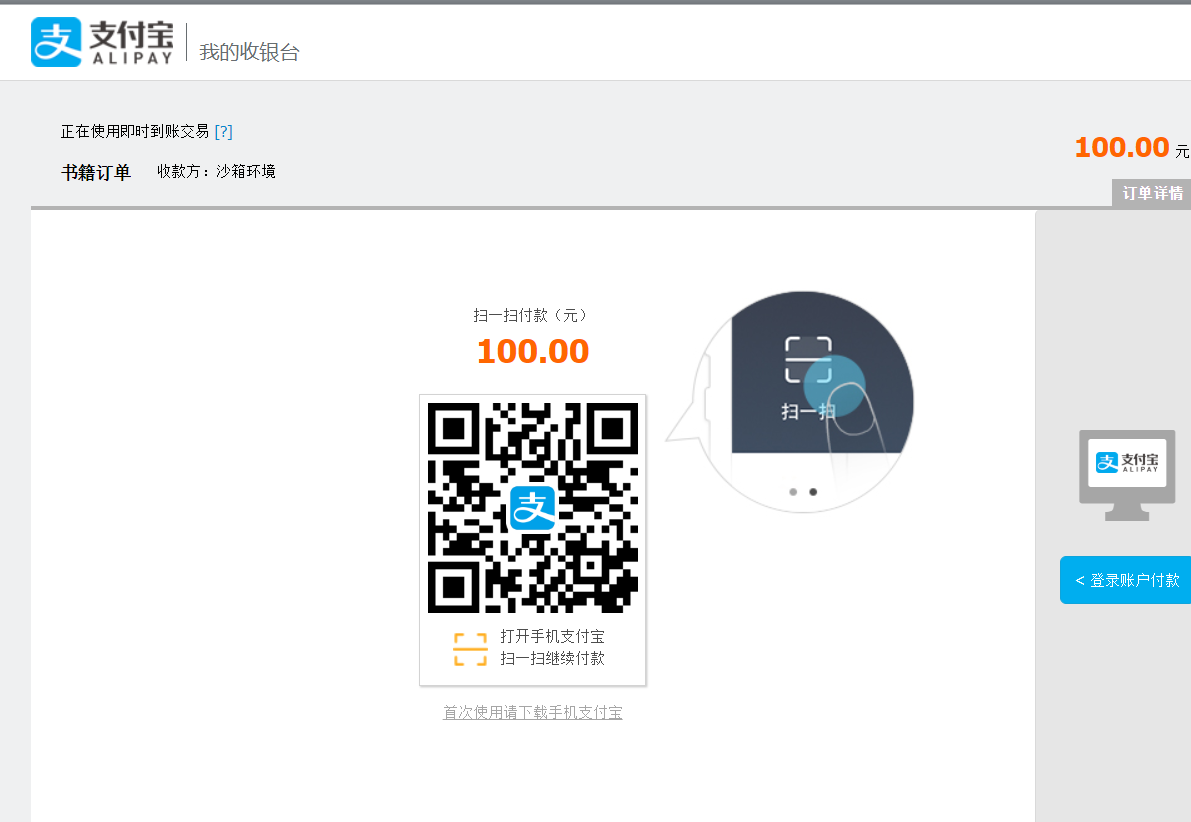 支付宝
ALIPAY
我的收银台
正在使用即时到账交易 [?]
100.00 元
书籍订单 收款方：沙箱环境
订单详情
扫一扫付款（元）
100.00
扫一扫
支
支付宝
ALIPAY
< 登录账户付款
打开手机支付宝
扫一扫继续付款
首次使用请下载手机支付宝